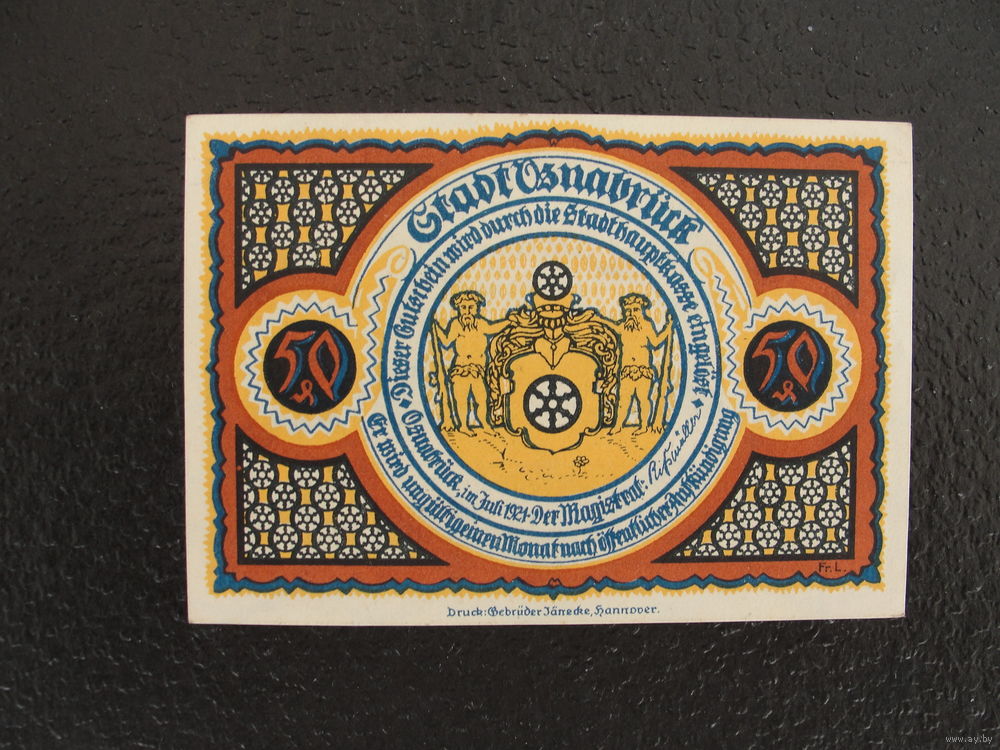 Stadt Osnabrück
Dieser Gutschein wird durch die Stadthauptkasse eingelöst
Osnabrück, im Juli 1921. Der Magistrat:
Er wird ungültig einen Monat nach öffentlicher Aufkündigung
50
50
Fr. L.
Druck: Gebrüder Jänecke, Hannover.
www.ay.by